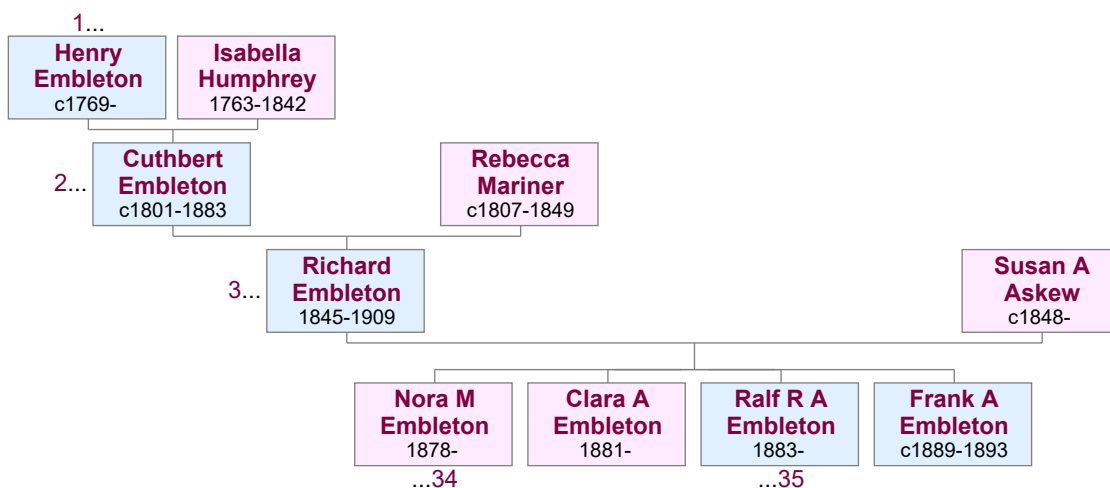 1...
Henry
Embleton
c1769-
Isabella
Humphrey
1763-1842
2...
Cuthbert
Embleton
c1801-1883
Rebecca
Mariner
c1807-1849
3...
Richard
Embleton
1845-1909
Susan A
Askew
c1848-
Nora M
Embleton
1878-
...34
Clara A
Embleton
1881-
Ralf R A
Embleton
1883-
...35
Frank A
Embleton
c1889-1893